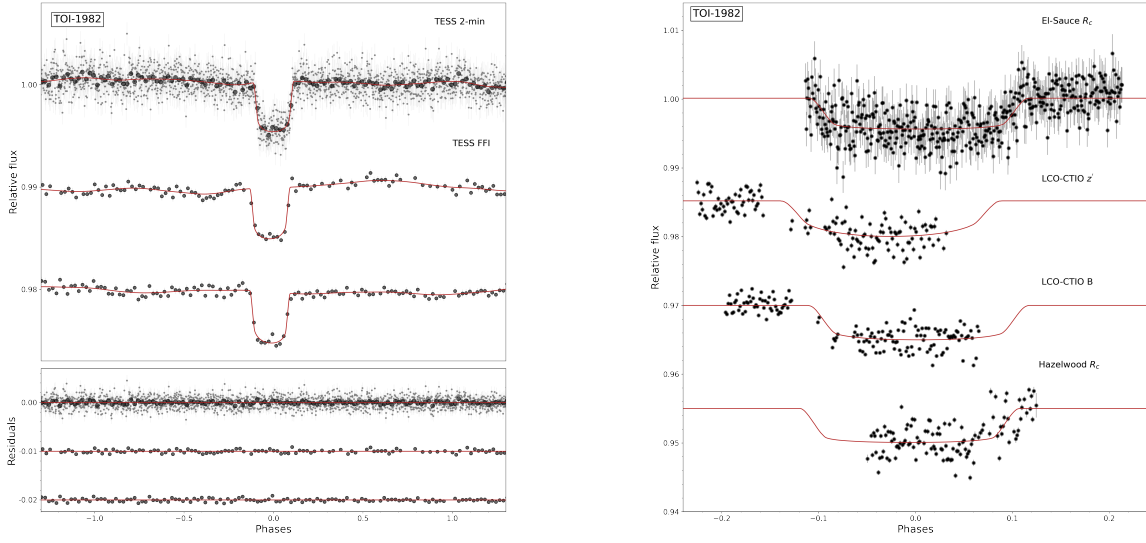 TOI-1982
TESS 2-min
1.00
TESS FFI
0.99
0.98
Relative flux
0.00
-0.01
-0.02
Residuals
−1.0
−0.5
0.0
0.5
1.0
Phases
TOI-1982
El-Sauce Rc
1.01
1.00
0.99
LCO-CTIO z'
0.98
0.97
LCO-CTIO B
0.96
Hazelwood Rc
0.95
0.94
Relative flux
−0.2
−0.1
0.0
0.1
0.2
Phases